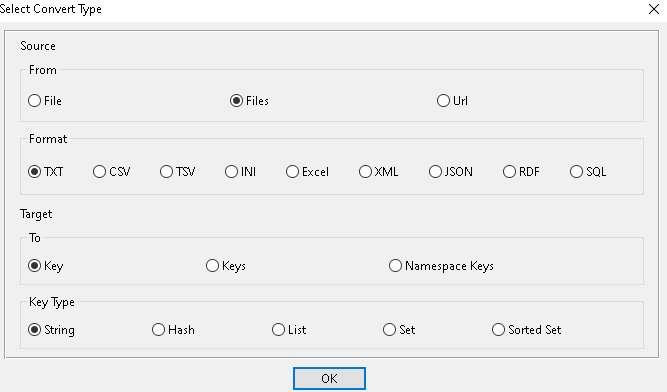 Select Convert Type
Source
From
File Files Url
Format
TXT CSV TSV INI Excel XML JSON RDF SQL
Target
To
Key Keys Namespace Keys
Key Type
String Hash List Set Sorted Set
OK